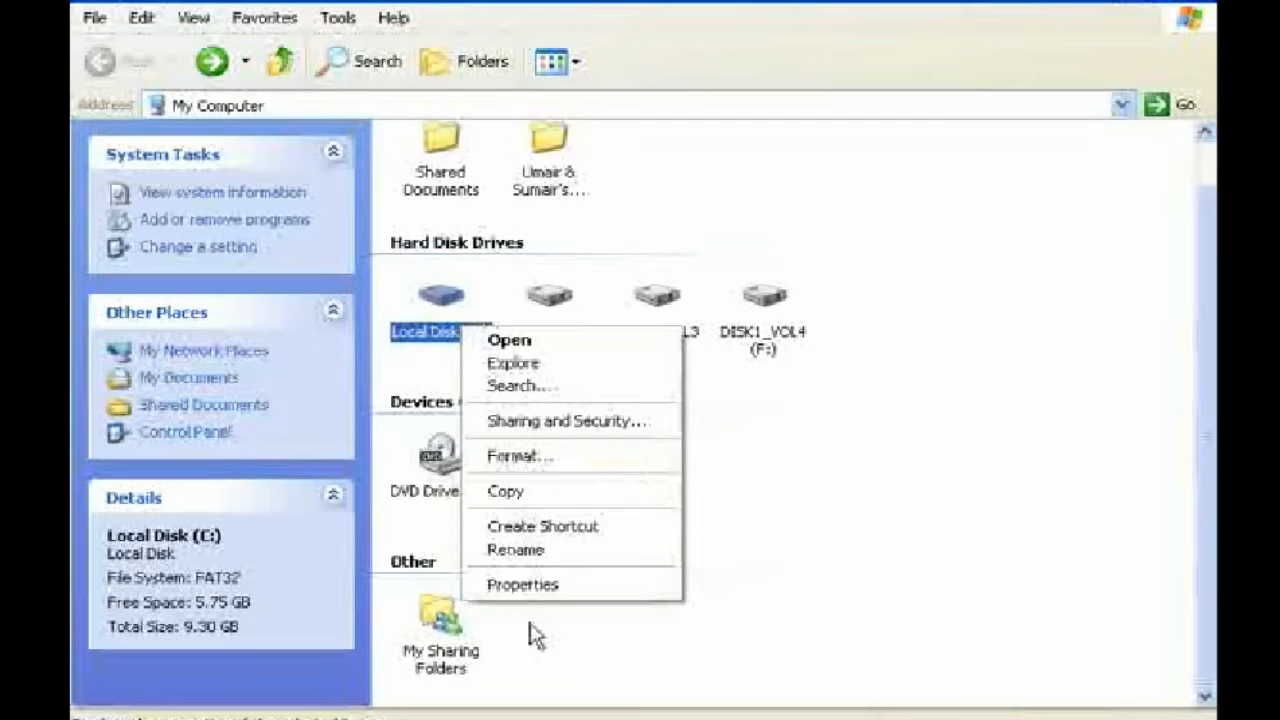 File Edit View Favorites Tools Help
Search Folders
Address My Computer Go
System Tasks
View system information
Add or remove programs
Change a setting
Other Places
My Network Places
My Documents
Shared Documents
Control Panel
Details
Local Disk (C:)
Local Disk
File System: FAT32
Free Space: 5.75 GB
Total Size: 9.30 GB
Shared
Documents
Umair &
Sumair's...
Hard Disk Drives
Local Disk
L3
DISK1_VOL4
(F:)
Open
Explore
Search...
Sharing and Security...
Format...
Copy
Create Shortcut
Rename
Properties
Devices
DVD Drive
Other
My Sharing
Folders